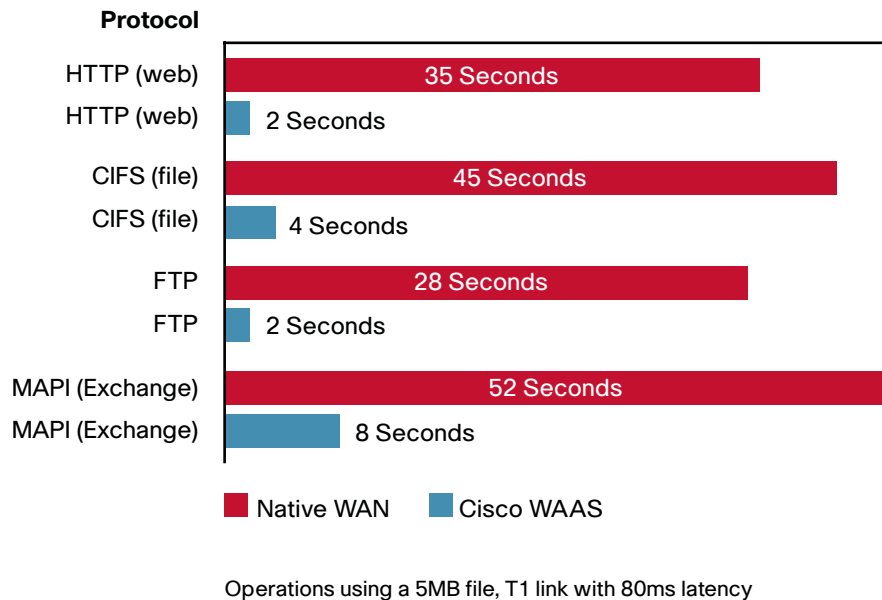 Protocol
HTTP (web) 35 Seconds
HTTP (web) 2 Seconds
CIFS (file) 45 Seconds
CIFS (file) 4 Seconds
FTP 28 Seconds
FTP 2 Seconds
MAPI (Exchange) 52 Seconds
MAPI (Exchange) 8 Seconds
Native WAN Cisco WAAS
Operations using a 5MB file, T1 link with 80ms latency